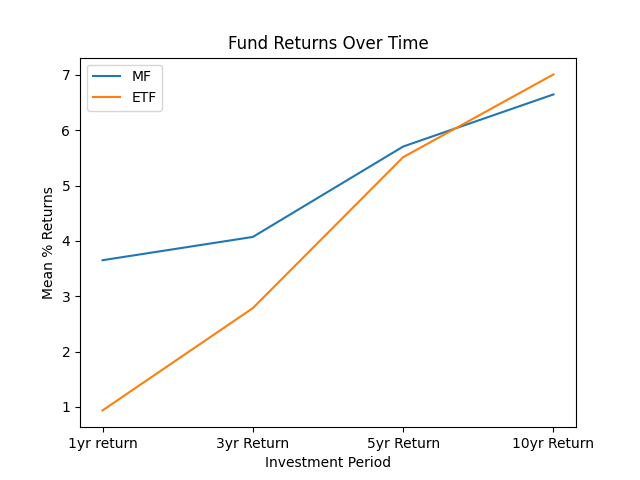 Fund Returns Over Time
MF
ETF
Mean % Returns
7
6
5
4
3
2
1
1yr return 3yr Return 5yr Return 10yr Return
Investment Period